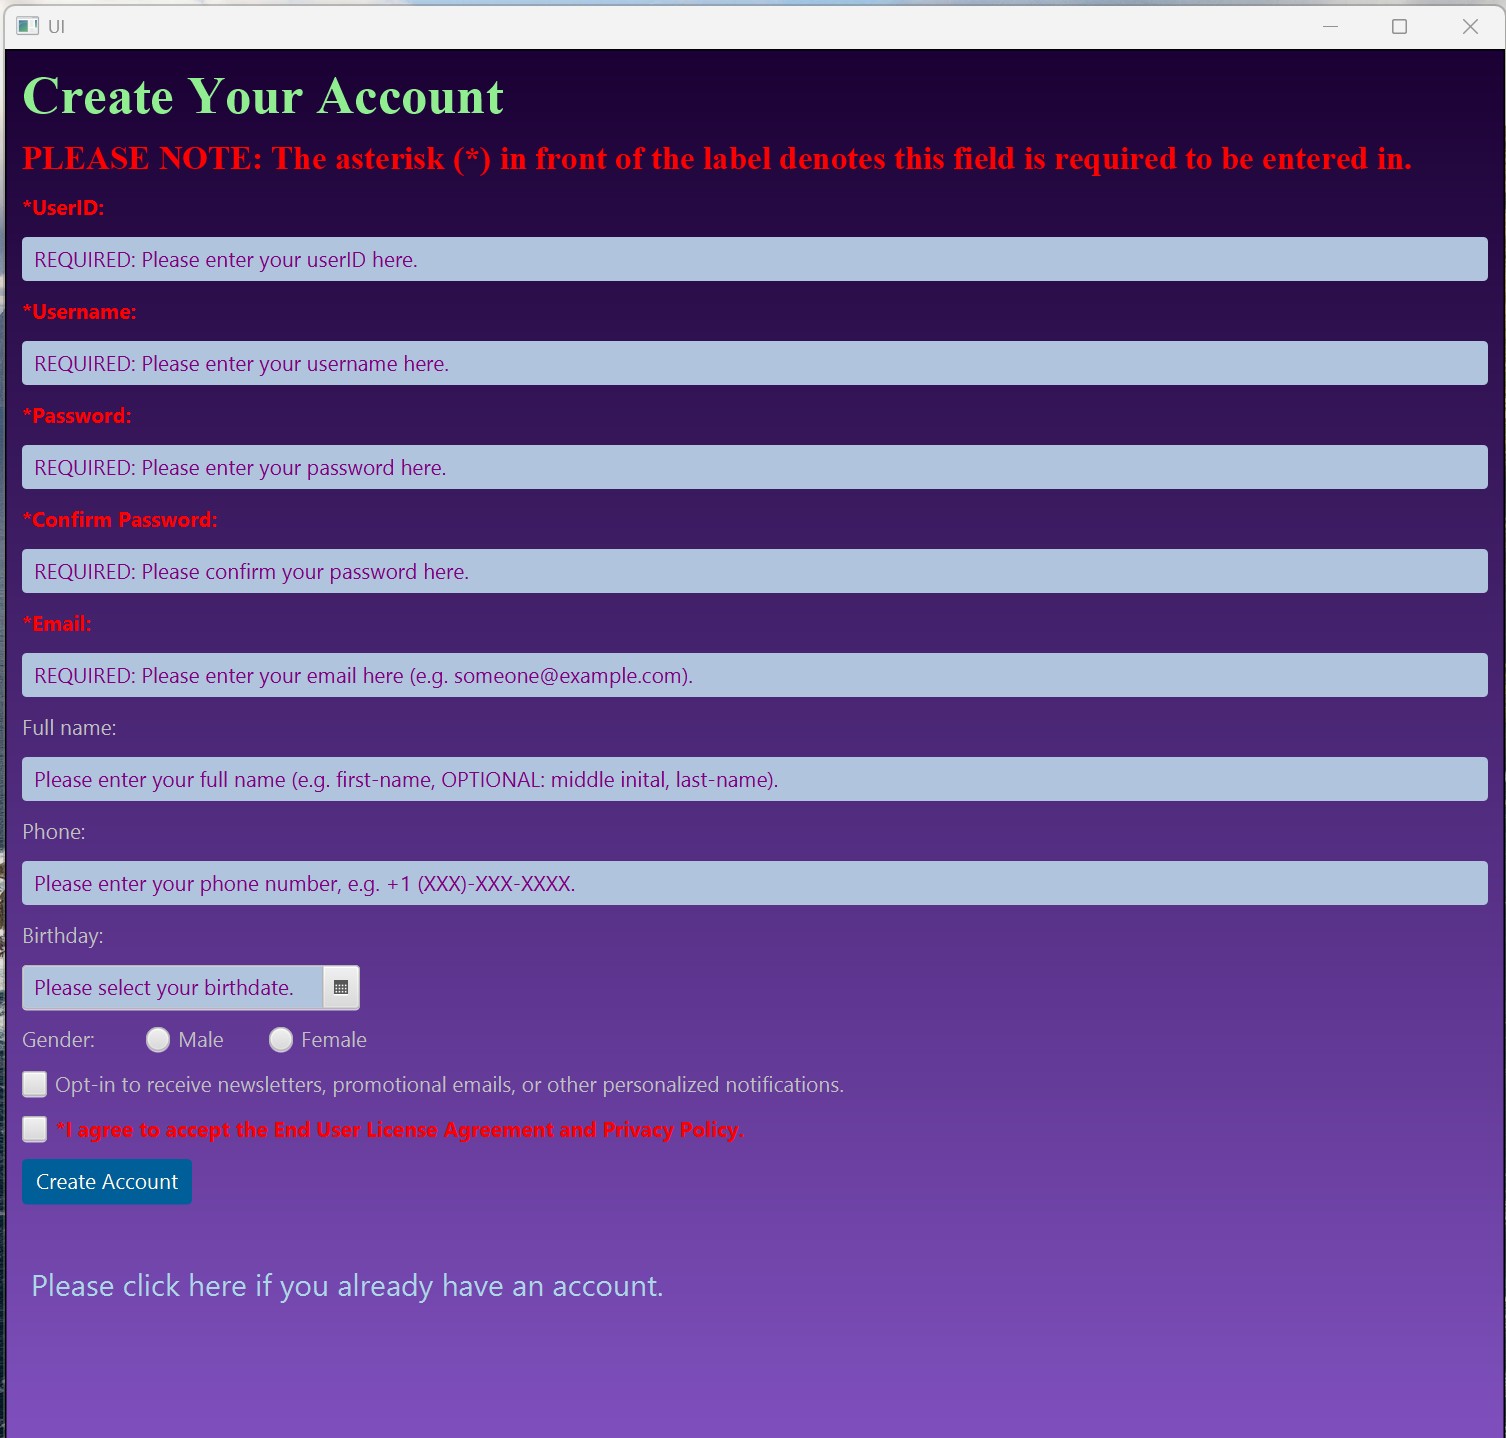 UI
Create Your Account
PLEASE NOTE: The asterisk (*) in front of the label denotes this field is required to be entered in.
*UserID:
REQUIRED: Please enter your userID here.
*Username:
REQUIRED: Please enter your username here.
*Password:
REQUIRED: Please enter your password here.
*Confirm Password:
REQUIRED: Please confirm your password here.
*Email:
REQUIRED: Please enter your email here (e.g. someone@example.com).
Full name:
Please enter your full name (e.g. first-name, OPTIONAL: middle inital, last-name).
Phone:
Please enter your phone number, e.g. +1 (XXX)-XXX-XXXX.
Birthday:
Please select your birthdate.
Gender: Male Female
Opt-in to receive newsletters, promotional emails, or other personalized notifications.
*I agree to accept the End User License Agreement and Privacy Policy.
Create Account
Please click here if you already have an account.